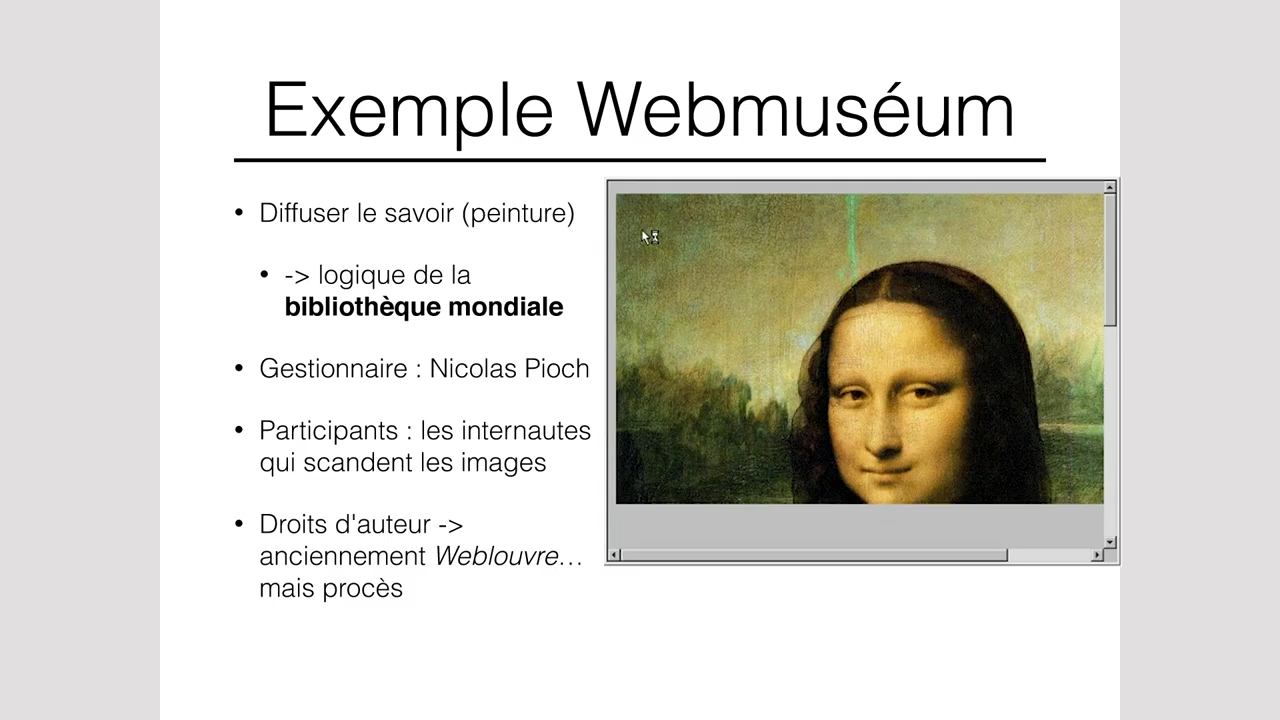 Exemple Webmuséum
• Diffuser le savoir (peinture)
• -> logique de la
bibliothèque mondiale
• Gestionnaire : Nicolas Pioch
• Participants : les internautes
qui scandent les images
• Droits d'auteur ->
anciennement Weblouvre…
mais procès